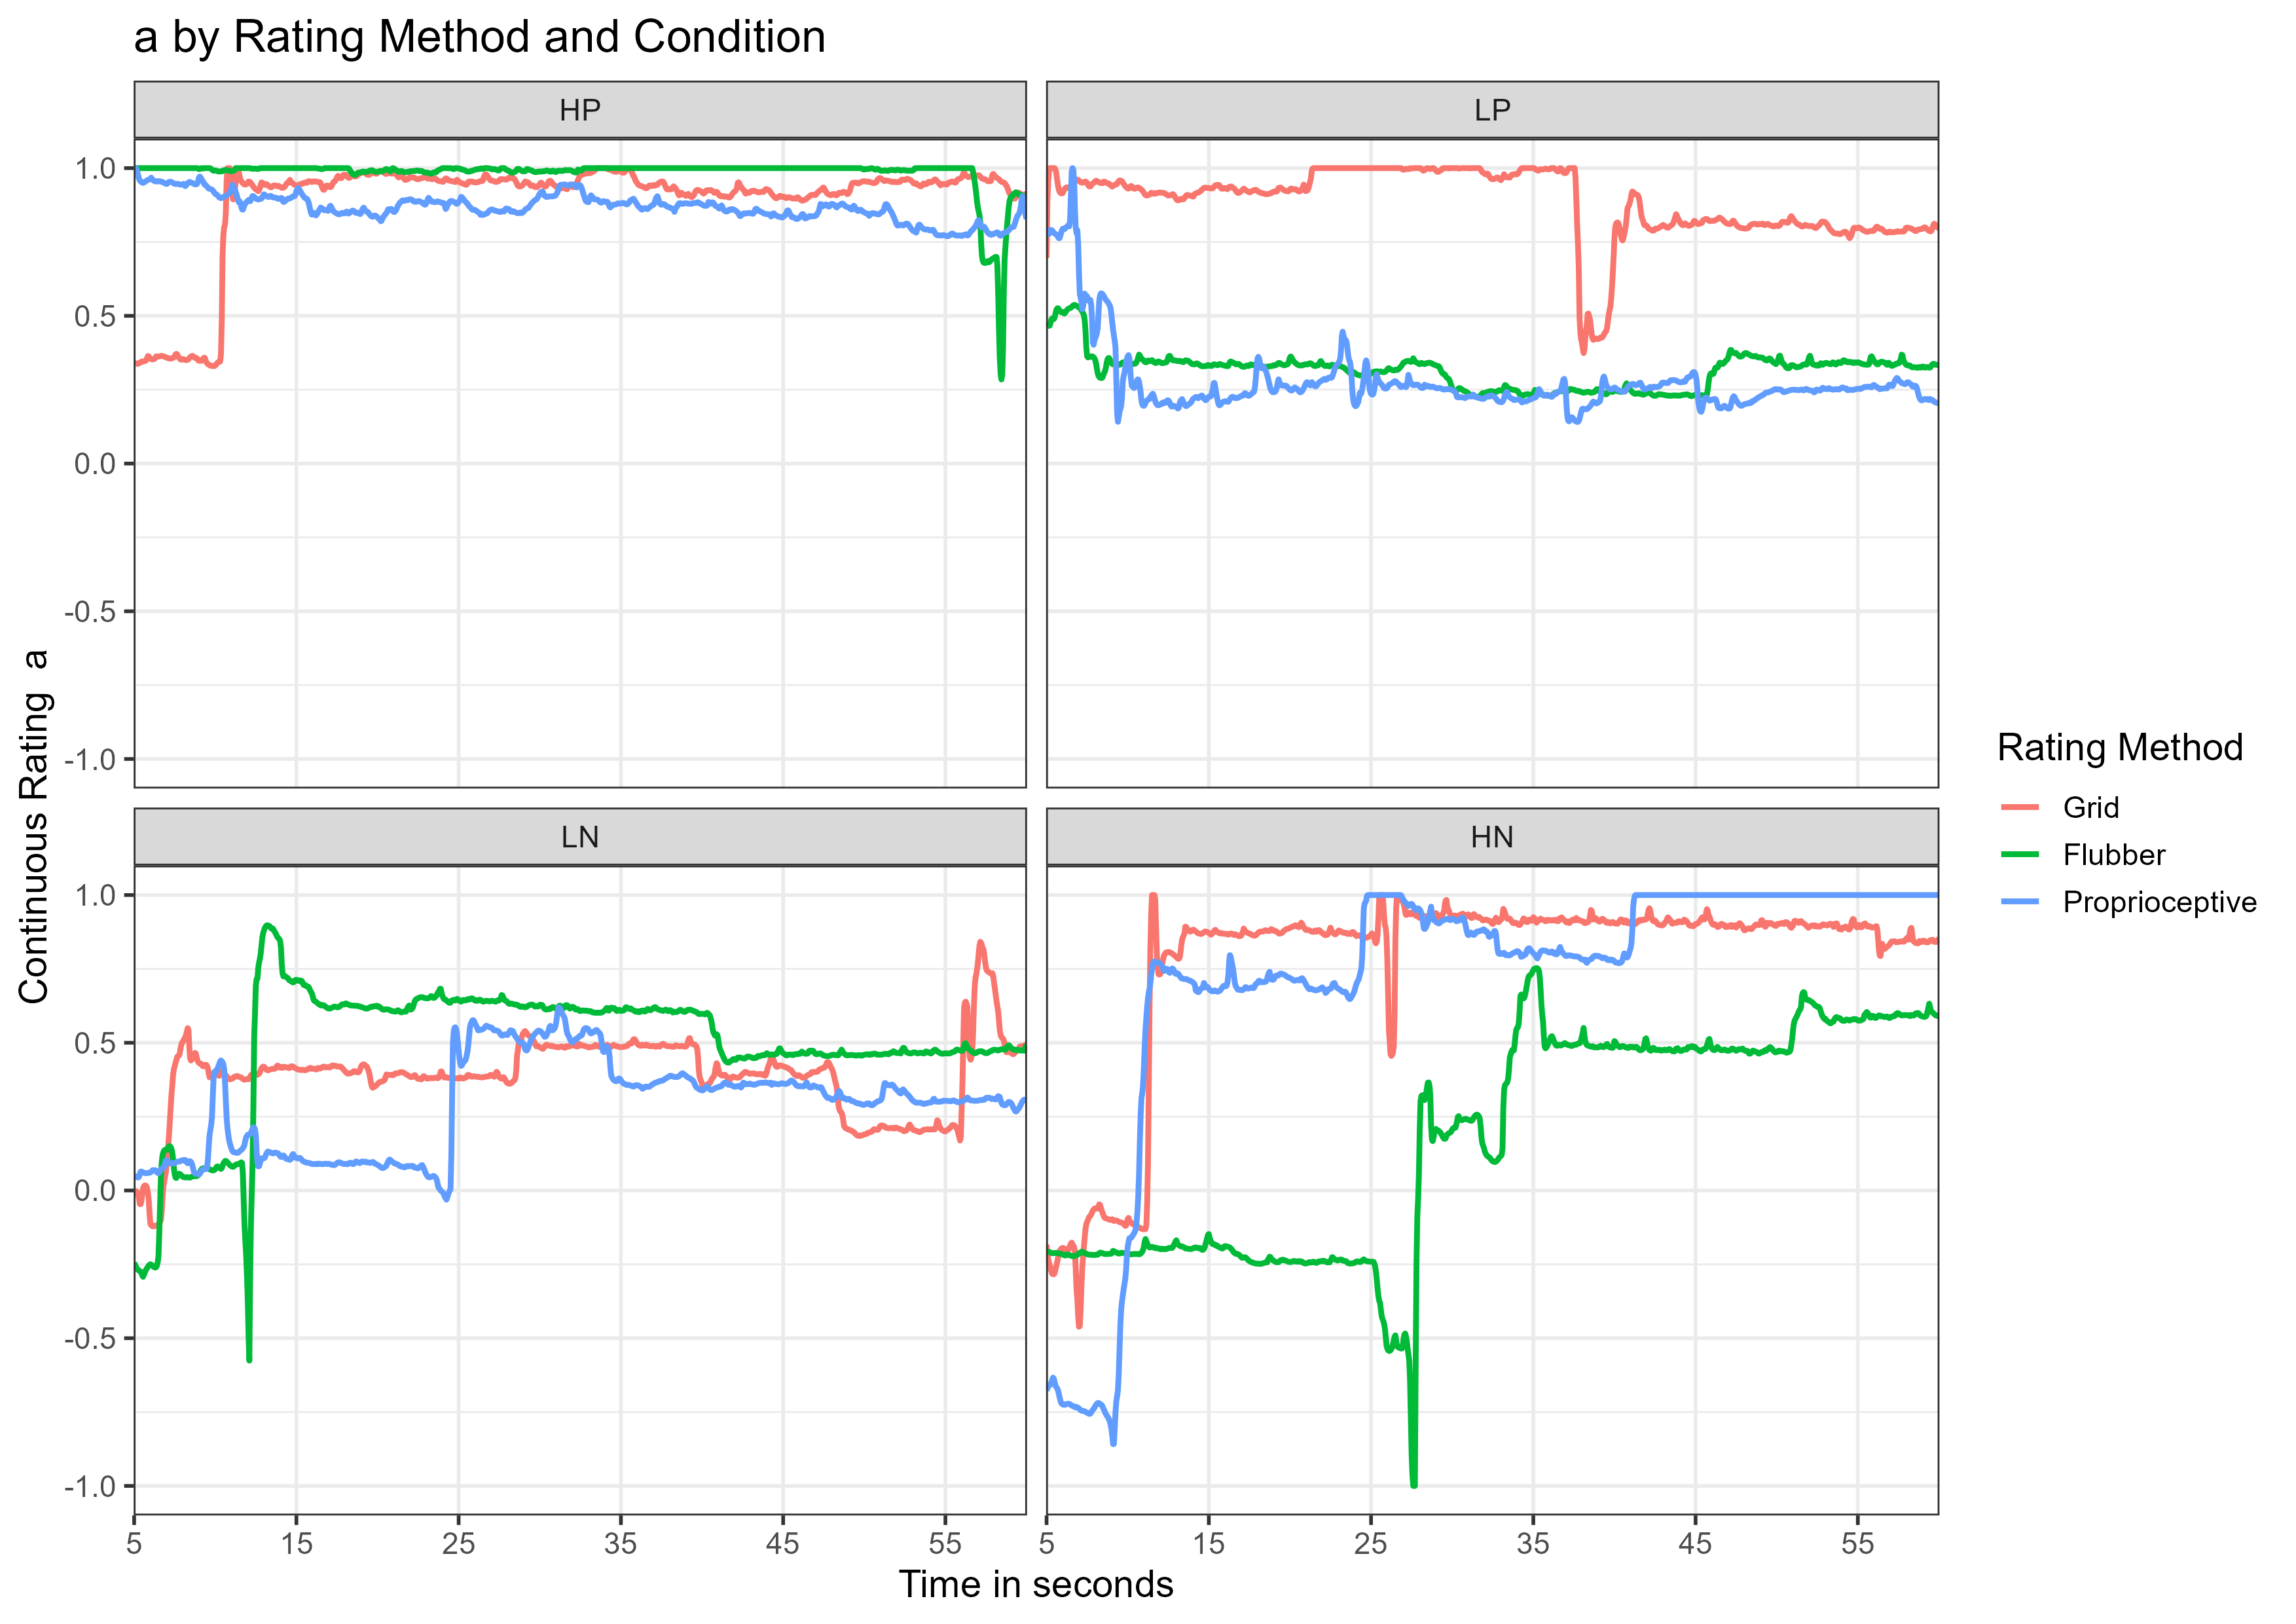 a by Rating Method and Condition
HP
LP
1.0
0.5
0.0
-0.5
-1.0
LN
HN
1.0
0.5
0.0
-0.5
-1.0
5 15 25 35 45 55
5 15 25 35 45 55
Time in seconds
Continuous Rating a
Rating Method
Grid
Flubber
Proprioceptive